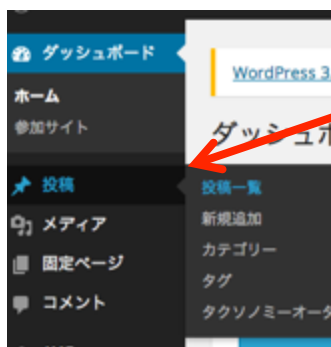 ダッシュボード
ホーム
参加サイト
投稿
メディア
固定ページ
コメント
WordPress 3.
ダッシュボ
投稿一覧
新規追加
カテゴリー
タグ
タクソノミーオーダ